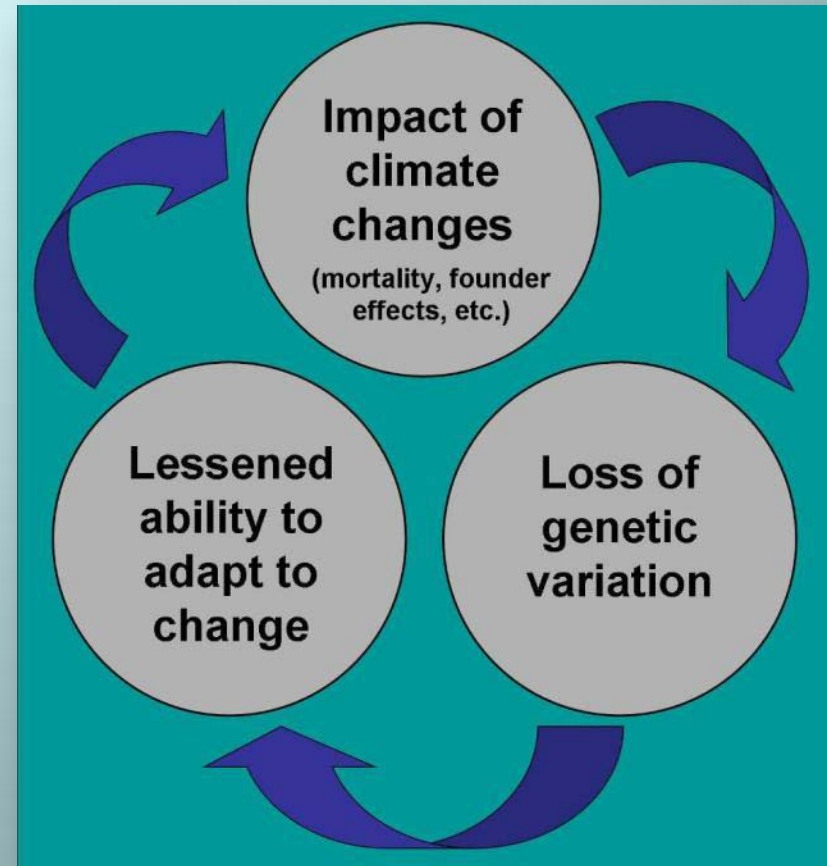 Impact of
climate
changes
(mortality, founder
effects, etc.)
Loss of
genetic
variation
Lessened
ability to
adapt to
change